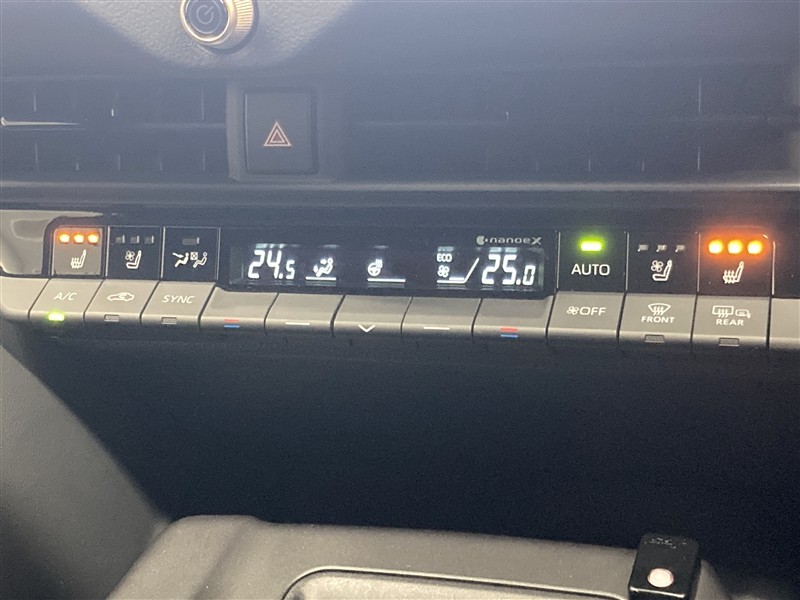 nanoeX
24.5
ECO
25.0
AUTO
A/C
SYNC
OFF
FRONT
REAR